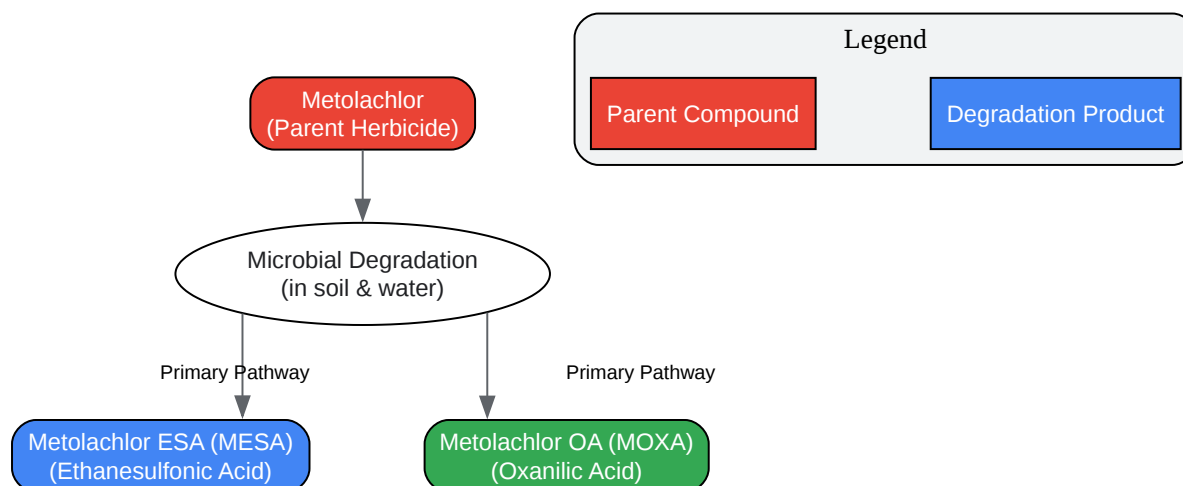 Legend
Metolachlor
(Parent Herbicide)
Parent Compound
Degradation Product
Microbial Degradation
(in soil & water)
Primary Pathway
Primary Pathway
Metolachlor ESA (MESA)
(Ethanesulfonic Acid)
Metolachlor OA (MOXA)
(Oxanilic Acid)